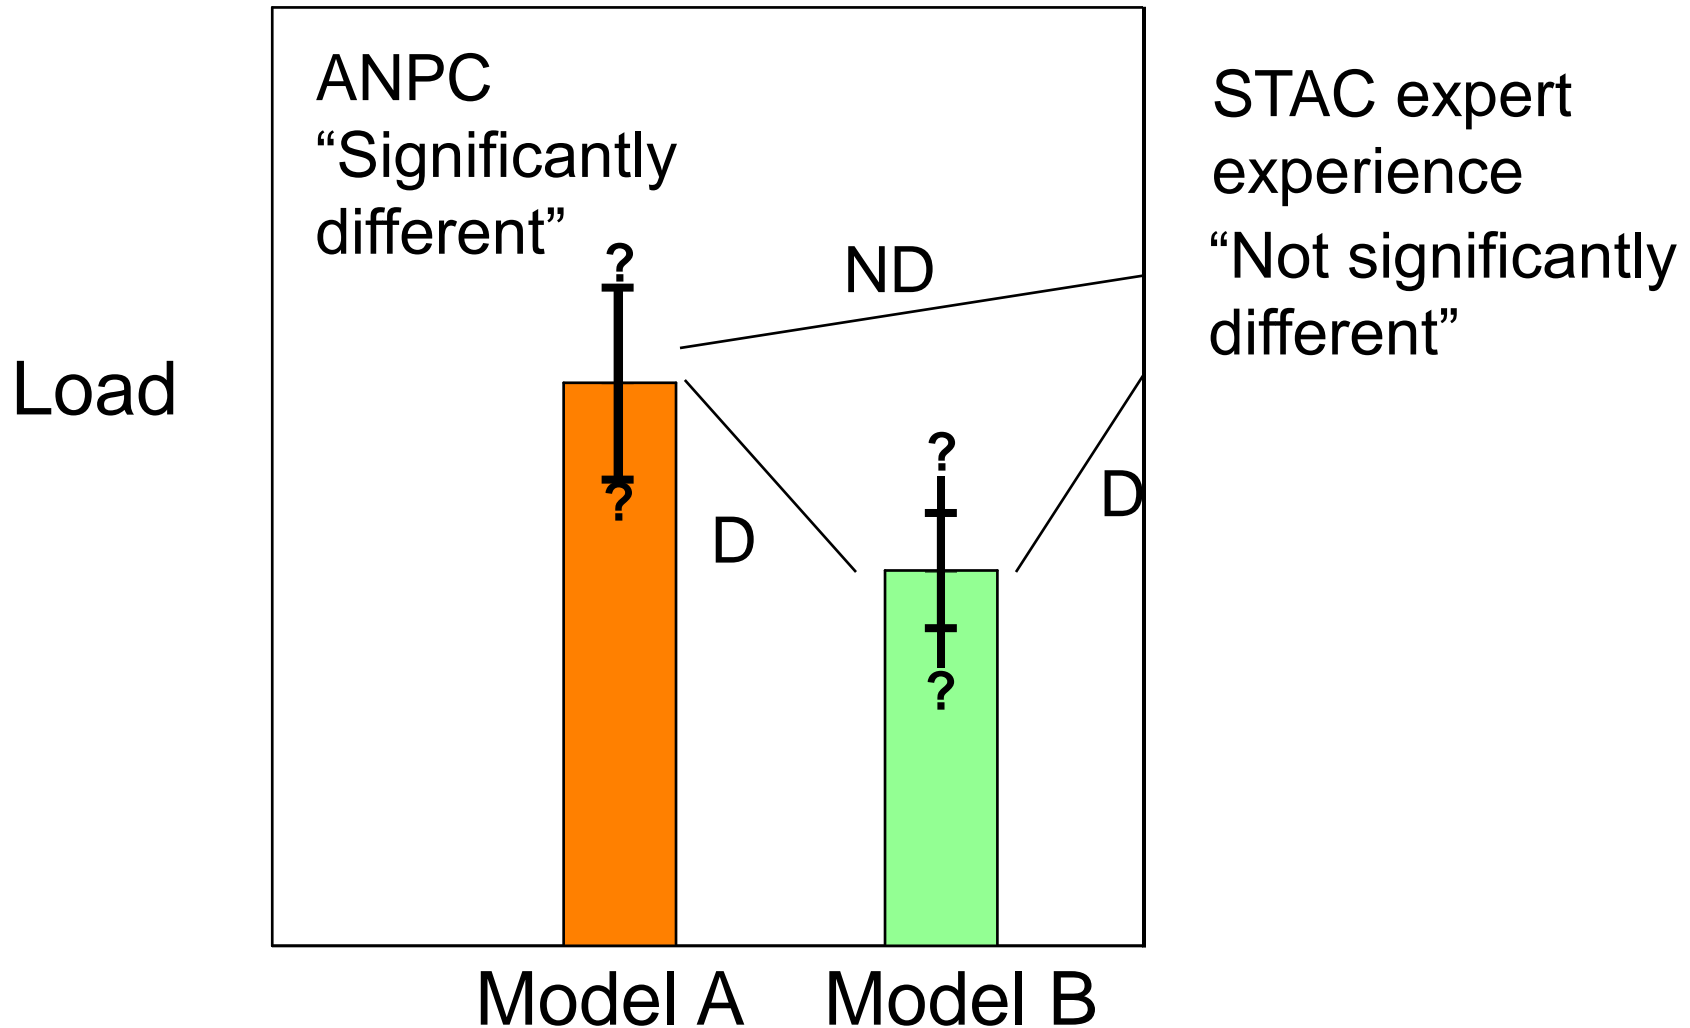 ANPC
“Significantly
different”
STAC expert
experience
“Not significantly
different”
Load
?
?
ND
D
?
?
D
Model A
Model B